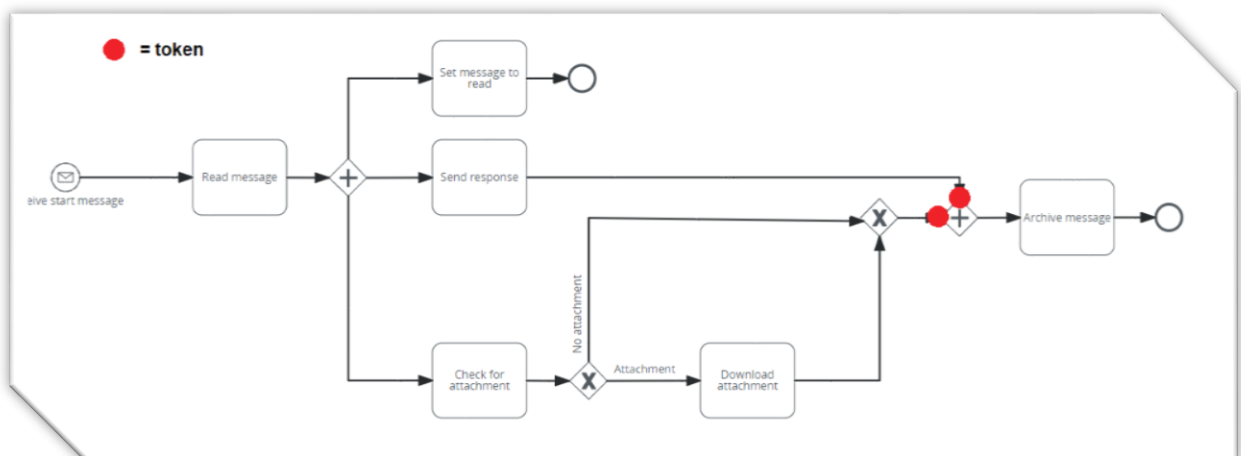 = token
Set message to
read
Read message
Send response
eive start message
Archive message
No attachment
Attachment
Check for
attachment
Download
attachment